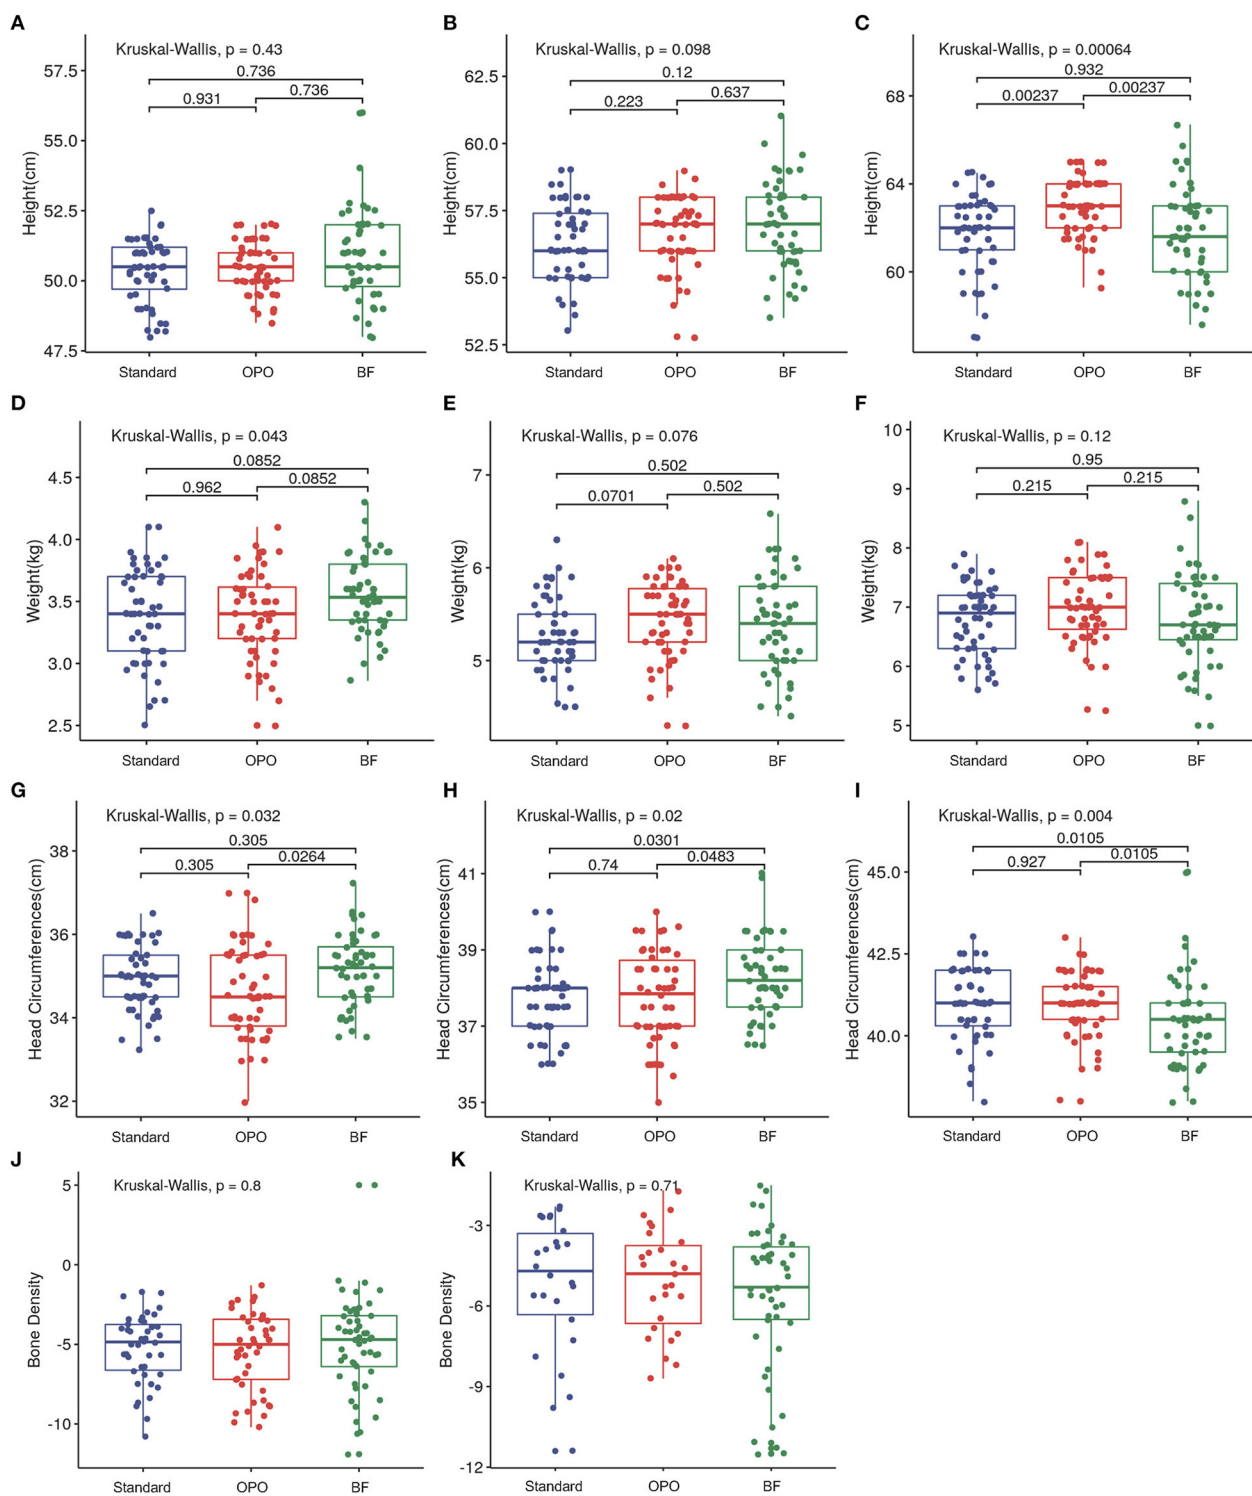 A
Kruskal-Wallis, p = 0.43
0.736
0.931
0.736
57.5
55.0
52.5
50.0
47.5
Height(cm)
Standard OPO BF
B
Kruskal-Wallis, p = 0.098
0.12
0.223
0.637
62.5
60.0
57.5
55.0
52.5
Height(cm)
Standard OPO BF
C
Kruskal-Wallis, p = 0.00064
0.932
0.00237
0.00237
68
64
60
Height(cm)
Standard OPO BF
D
Kruskal-Wallis, p = 0.043
0.0852
0.962
0.0852
4.5
4.0
3.5
3.0
2.5
Weight(kg)
Standard OPO BF
E
Kruskal-Wallis, p = 0.076
0.502
0.0701
0.502
7
6
5
Weight(kg)
Standard OPO BF
F
Kruskal-Wallis, p = 0.12
0.95
0.215
0.215
10
9
8
7
6
5
Weight(kg)
Standard OPO BF
G
Kruskal-Wallis, p = 0.032
0.305
0.305
0.0264
38
36
34
32
Head Circumferences(cm)
Standard OPO BF
H
Kruskal-Wallis, p = 0.02
0.0301
0.74
0.0483
41
39
37
35
Head Circumferences(cm)
Standard OPO BF
I
Kruskal-Wallis, p = 0.004
0.0105
0.927
0.0105
45.0
42.5
40.0
Head Circumferences(cm)
Standard OPO BF
J
Kruskal-Wallis, p = 0.8
5
0
-5
-10
Bone Density
Standard OPO BF
K
Kruskal-Wallis, p = 0.71
-3
-6
-9
-12
Bone Density
Standard OPO BF